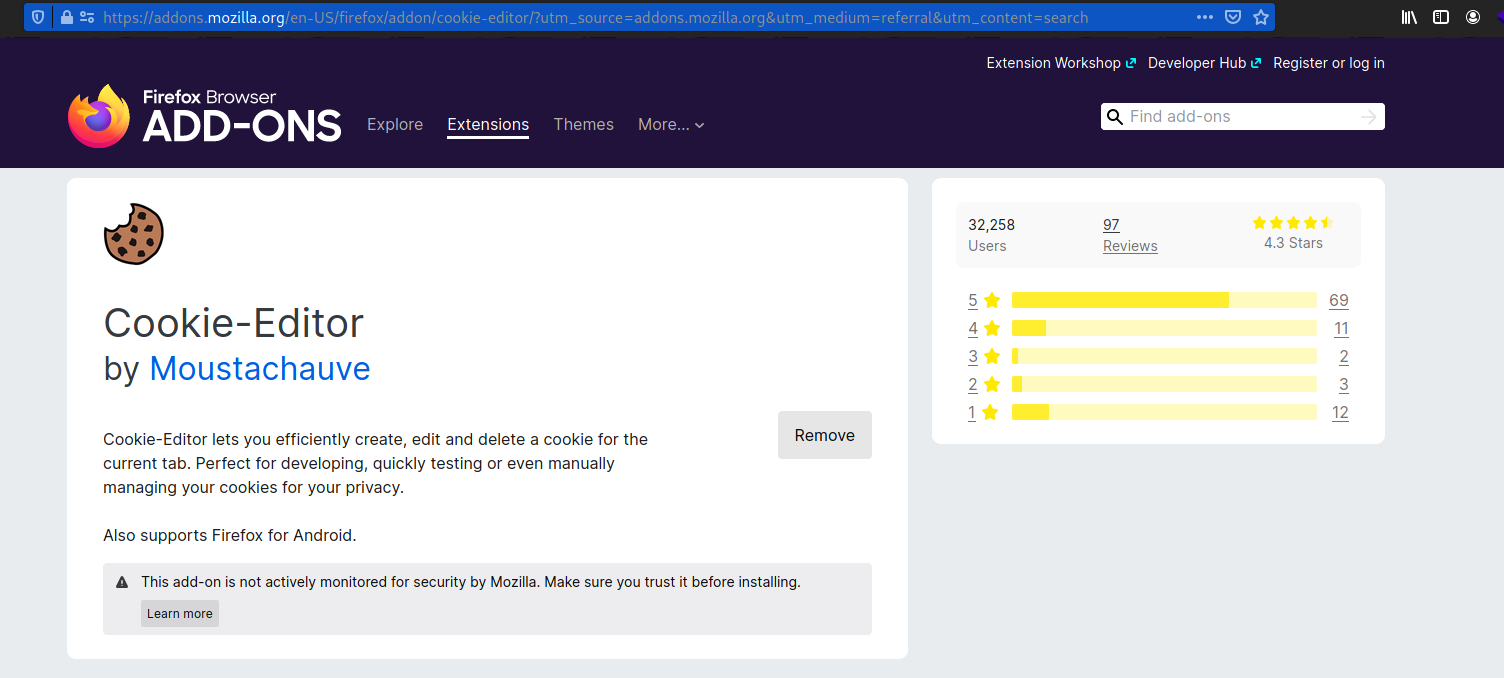 https://addons.mozilla.org/en-US/firefox/addon/cookie-editor/?utm_source=addons.mozilla.org&utm_medium=referral&utm_content=search
Extension Workshop Developer Hub Register or log in
Firefox Browser
ADD-ONS
Explore Extensions Themes More...
Find add-ons
Cookie-Editor
by Moustachauve
Cookie-Editor lets you efficiently create, edit and delete a cookie for the
current tab. Perfect for developing, quickly testing or even manually
managing your cookies for your privacy.
Also supports Firefox for Android.
Remove
This add-on is not actively monitored for security by Mozilla. Make sure you trust it before installing.
Learn more
32,258 97
Users Reviews 4.3 Stars
5 69
4 11
3 2
2 3
1 12